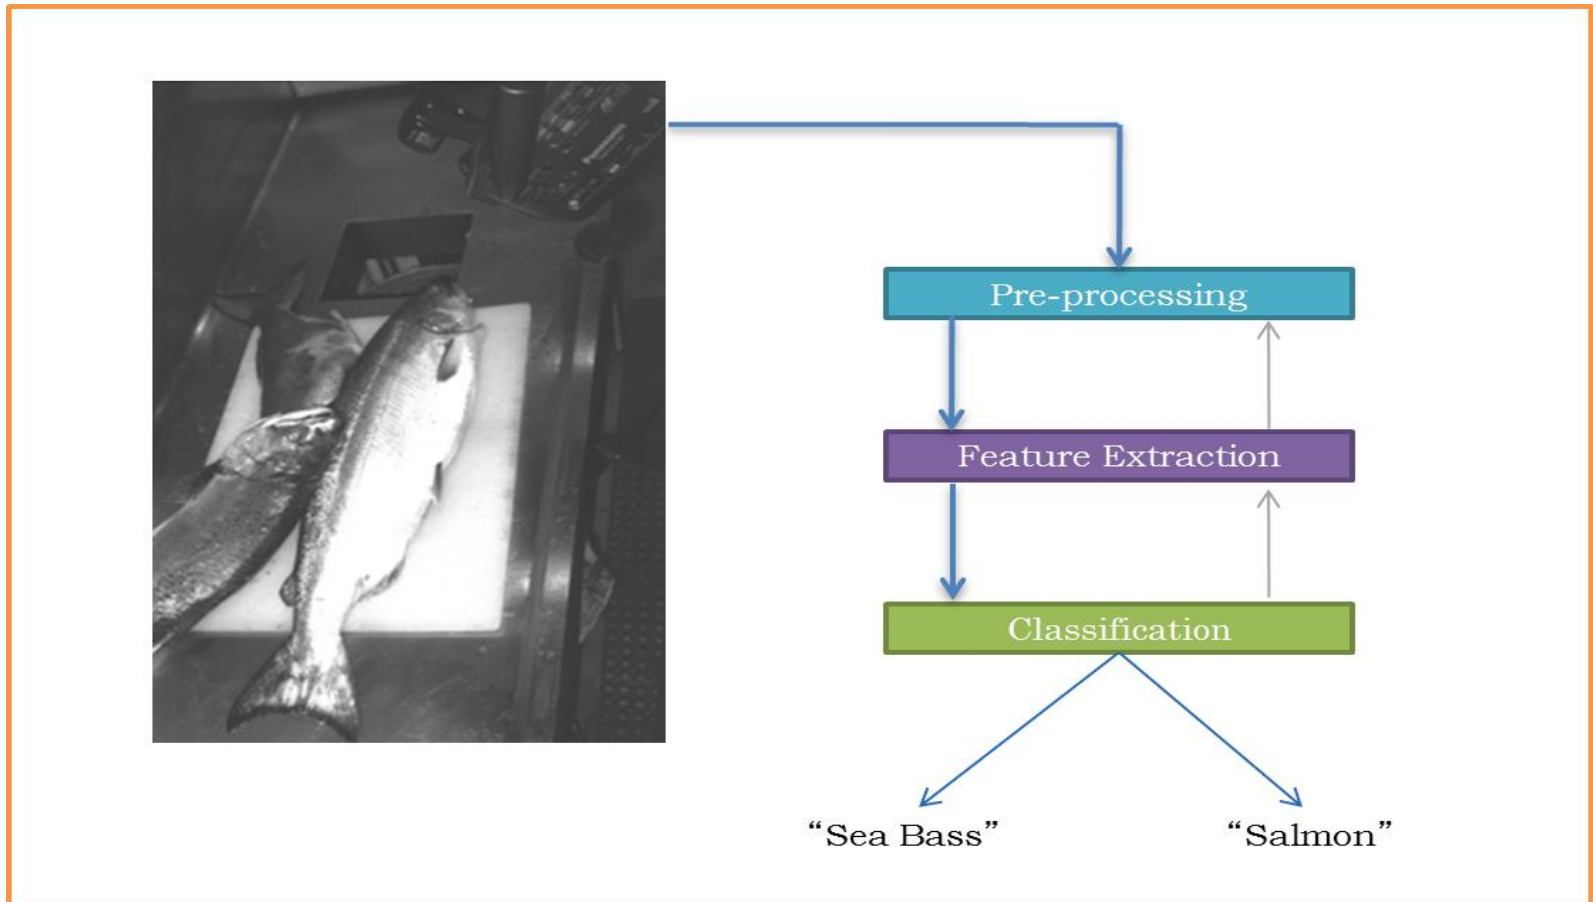 Pre-processing
Feature Extraction
Classification
“Sea Bass”
“Salmon”